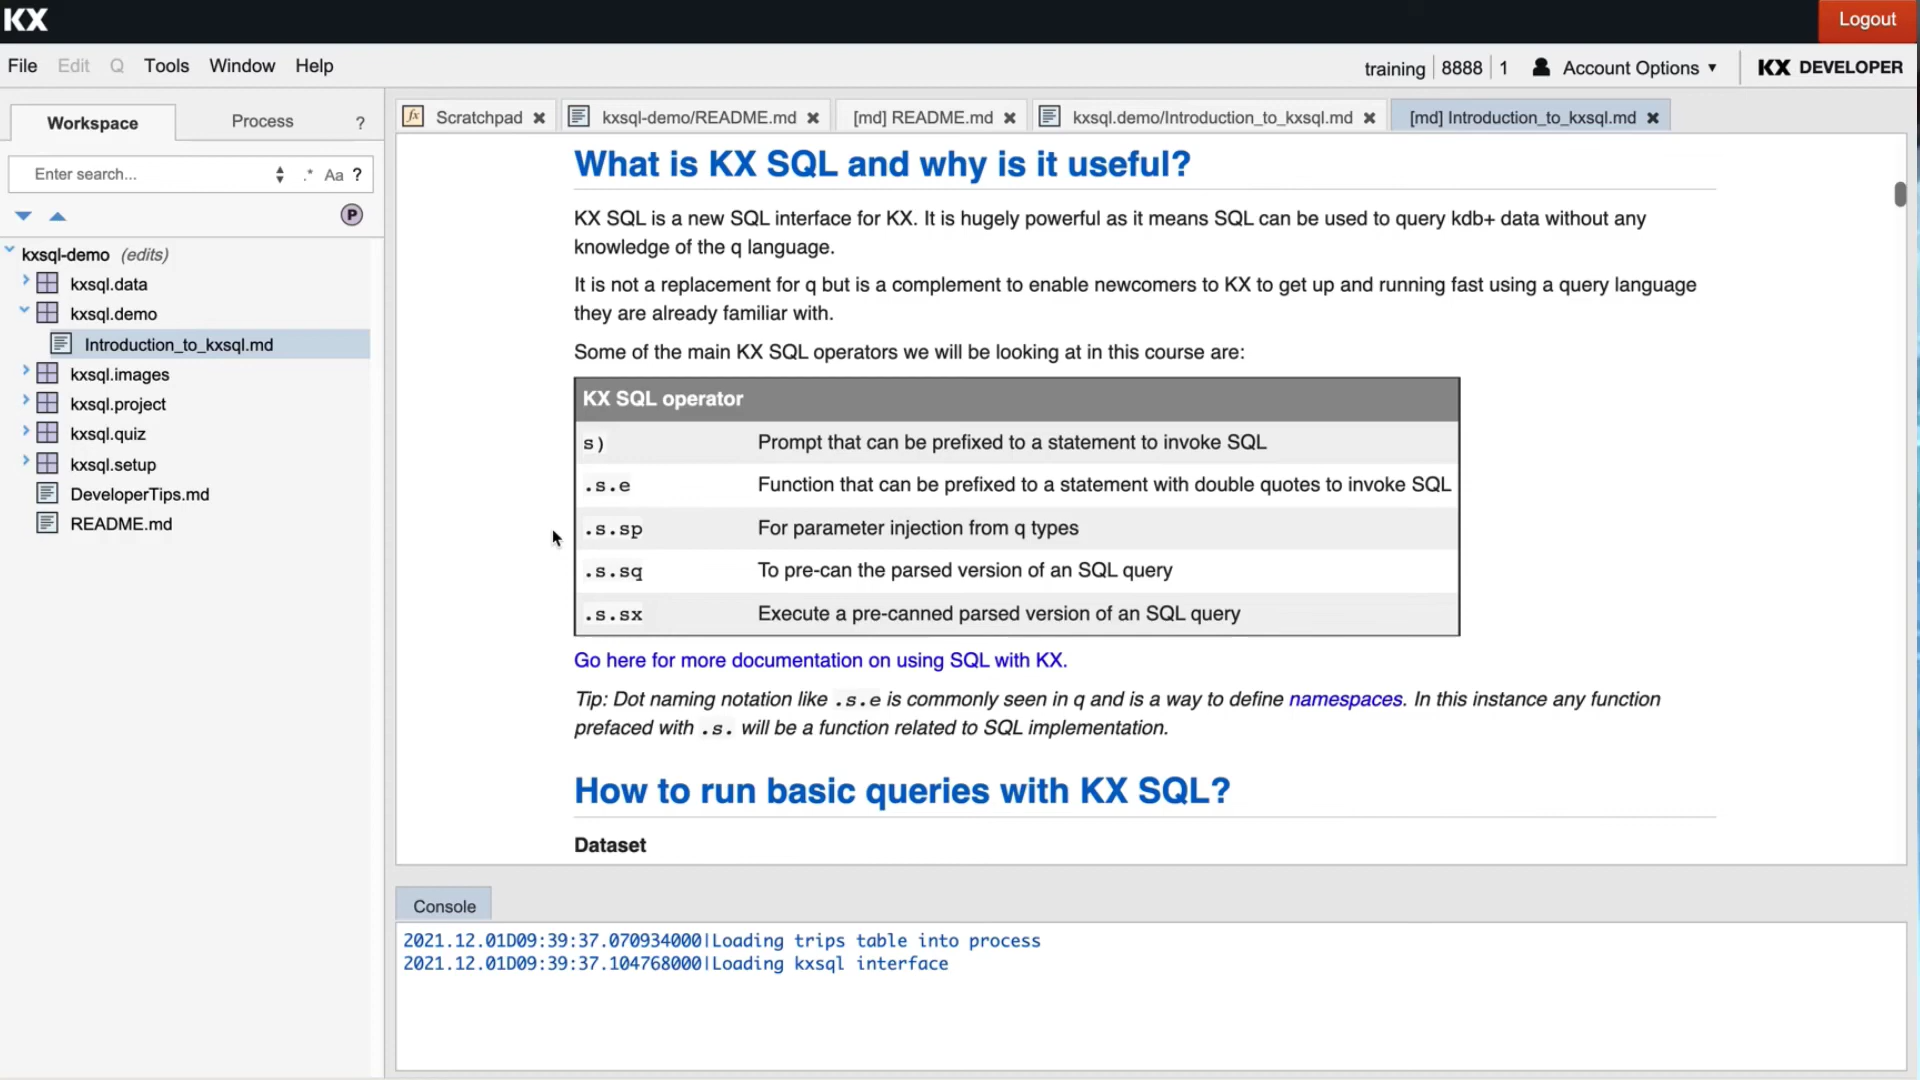 KX
Logout
File Edit Q Tools Window Help
training 8888 1 Account Options ▼ KX DEVELOPER
Workspace Process ?
Enter search... .* Aa ?
P
kxsql-demo (edits)
kxsql.data
kxsql.demo
Introduction_to_kxsql.md
kxsql.images
kxsql.project
kxsql.quiz
kxsql.setup
DeveloperTips.md
README.md
fx Scratchpad kxsql-demo/README.md [md] README.md kxsql.demo/Introduction_to_kxsql.md [md] Introduction_to_kxsql.md
What is KX SQL and why is it useful?
KX SQL is a new SQL interface for KX. It is hugely powerful as it means SQL can be used to query kdb+ data without any
knowledge of the q language.
It is not a replacement for q but is a complement to enable newcomers to KX to get up and running fast using a query language
they are already familiar with.
Some of the main KX SQL operators we will be looking at in this course are:
KX SQL operator
s) Prompt that can be prefixed to a statement to invoke SQL
.s.e Function that can be prefixed to a statement with double quotes to invoke SQL
.s.sp For parameter injection from q types
.s.sq To pre-can the parsed version of an SQL query
.s.sx Execute a pre-canned parsed version of an SQL query
Go here for more documentation on using SQL with KX.
Tip: Dot naming notation like .s.e is commonly seen in q and is a way to define namespaces. In this instance any function
prefaced with .s. will be a function related to SQL implementation.
How to run basic queries with KX SQL?
Dataset
Console
2021.12.01D09:39:37.070934000|Loading trips table into process
2021.12.01D09:39:37.104768000|Loading kxsql interface